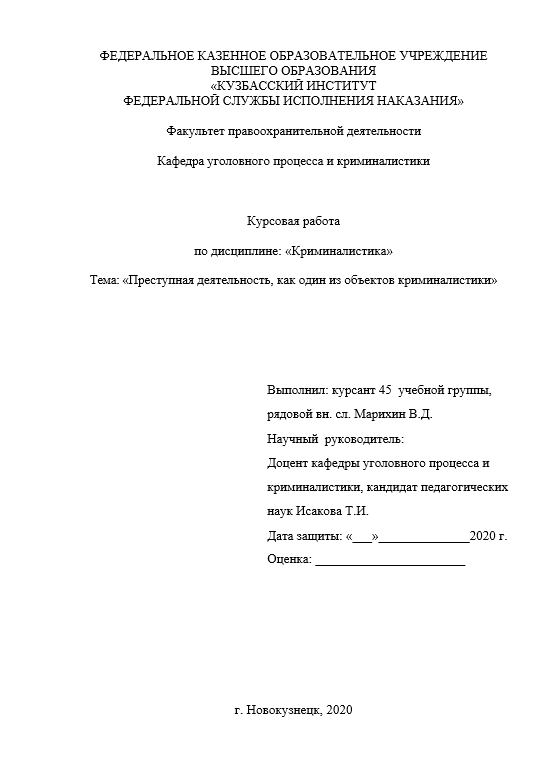 ФЕДЕРАЛЬНОЕ КАЗЕННОЕ ОБРАЗОВАТЕЛЬНОЕ УЧРЕЖДЕНИЕ
ВЫСШЕГО ОБРАЗОВАНИЯ
«КУЗБАССКИЙ ИНСТИТУТ
ФЕДЕРАЛЬНОЙ СЛУЖБЫ ИСПОЛНЕНИЯ НАКАЗАНИЯ»
Факультет правоохранительной деятельности
Кафедра уголовного процесса и криминалистики
Курсовая работа
по дисциплине: «Криминалистика»
Тема: «Преступная деятельность, как один из объектов криминалистики»
Выполнил: курсант 45 учебной группы,
рядовой вн. сл. Марихин В.Д.
Научный руководитель:
Доцент кафедры уголовного процесса и
криминалистики, кандидат педагогических
наук Исакова Т.И.
Дата защиты: «___»_______________2020 г.
Оценка: ________________________
г. Новокузнецк, 2020